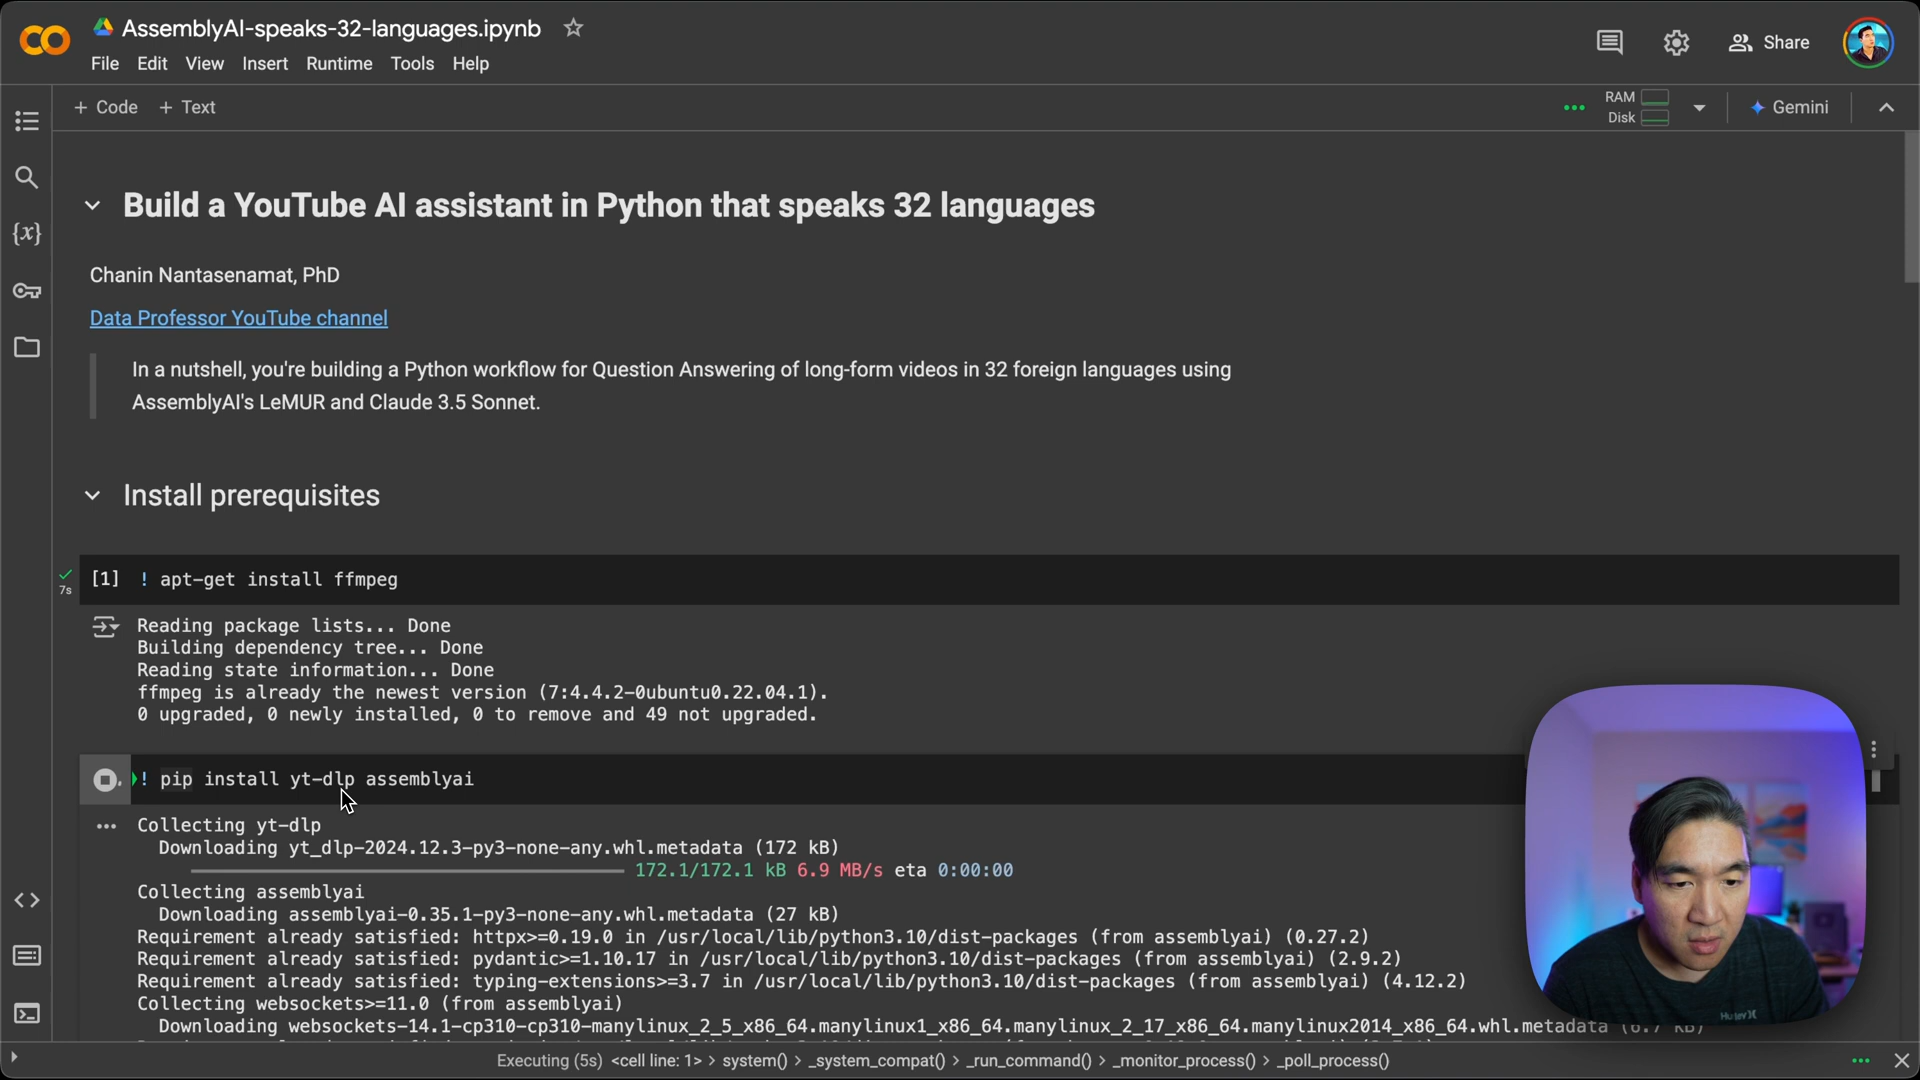 AssemblyAI-speaks-32-languages.ipynb
File Edit View Insert Runtime Tools Help
Share
+ Code + Text
RAM
Disk
Gemini
Build a YouTube AI assistant in Python that speaks 32 languages
Chanin Nantasenamat, PhD
Data Professor YouTube channel
In a nutshell, you're building a Python workflow for Question Answering of long-form videos in 32 foreign languages using
AssemblyAI's LeMUR and Claude 3.5 Sonnet.
Install prerequisites
[1] ! apt-get install ffmpeg
7s
Reading package lists... Done
Building dependency tree... Done
Reading state information... Done
ffmpeg is already the newest version (7:4.4.2-0ubuntu0.22.04.1).
0 upgraded, 0 newly installed, 0 to remove and 49 not upgraded.
! pip install yt-dlp assemblyai
Collecting yt-dlp
Downloading yt_dlp-2024.12.3-py3-none-any.whl.metadata (172 kB)
172.1/172.1 kB 6.9 MB/s eta 0:00:00
Collecting assemblyai
Downloading assemblyai-0.35.1-py3-none-any.whl.metadata (27 kB)
Requirement already satisfied: httpx>=0.19.0 in /usr/local/lib/python3.10/dist-packages (from assemblyai) (0.27.2)
Requirement already satisfied: pydantic>=1.10.17 in /usr/local/lib/python3.10/dist-packages (from assemblyai) (2.9.2)
Requirement already satisfied: typing-extensions>=3.7 in /usr/local/lib/python3.10/dist-packages (from assemblyai) (4.12.2)
Collecting websockets>=11.0 (from assemblyai)
Downloading websockets-14.1-cp310-cp310-manylinux_2_5_x86_64.manylinux1_x86_64.manylinux_2_17_x86_64.manylinux2014_x86_64.whl.metadata (6.7 kB)
Executing (5s) <cell line: 1> > system() > _system_compat() > _run_command() > _monitor_process() > _poll_process()